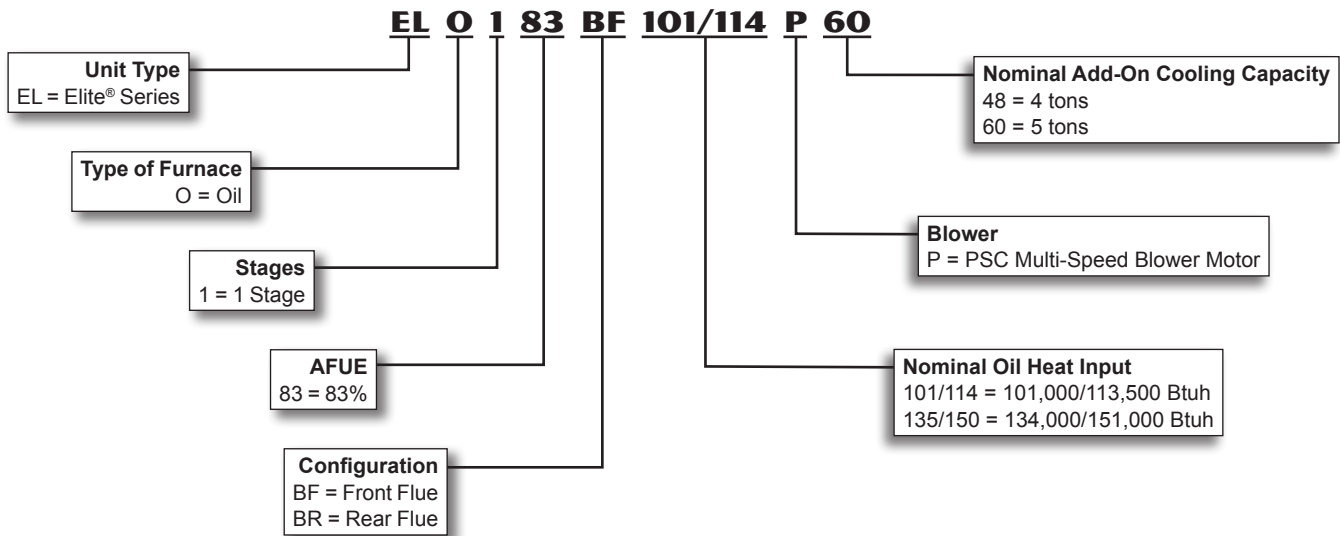 EL O 1 83 BF 101/114 P 60
Unit Type
EL = Elite® Series
Type of Furnace
O = Oil
Stages
1 = 1 Stage
AFUE
83 = 83%
Configuration
BF = Front Flue
BR = Rear Flue
Nominal Add-On Cooling Capacity
48 = 4 tons
60 = 5 tons
Blower
P = PSC Multi-Speed Blower Motor
Nominal Oil Heat Input
101/114 = 101,000/113,500 Btuh
135/150 = 134,000/151,000 Btuh